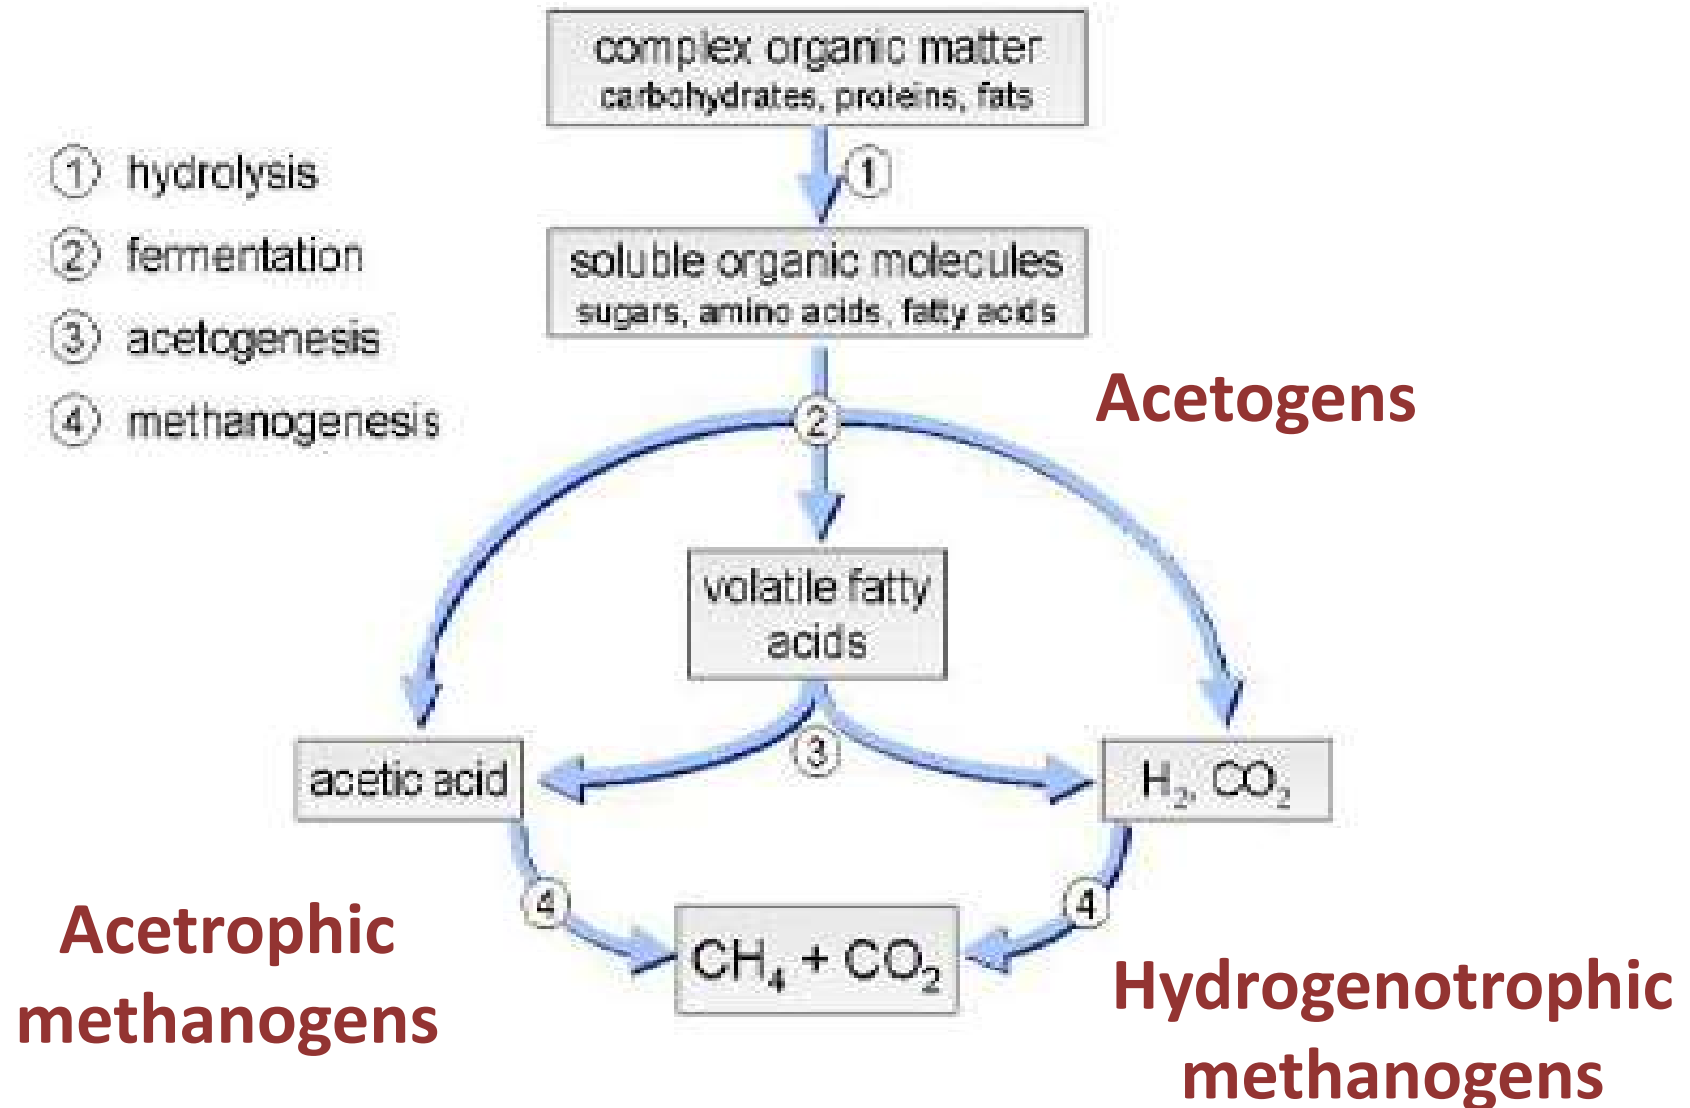 complex organic matter
carbohydrates, proteins, fats
① hydrolysis
② fermentation
③ acetogenesis
④ methanogenesis
①
soluble organic molecules
sugars, amino acids, fatty acids
Acetogens
②
volatile fatty
acids
③
acetic acid
H₂, CO₂
④
④
CH₄ + CO₂
Acetrophic
methanogens
Hydrogenotrophic
methanogens